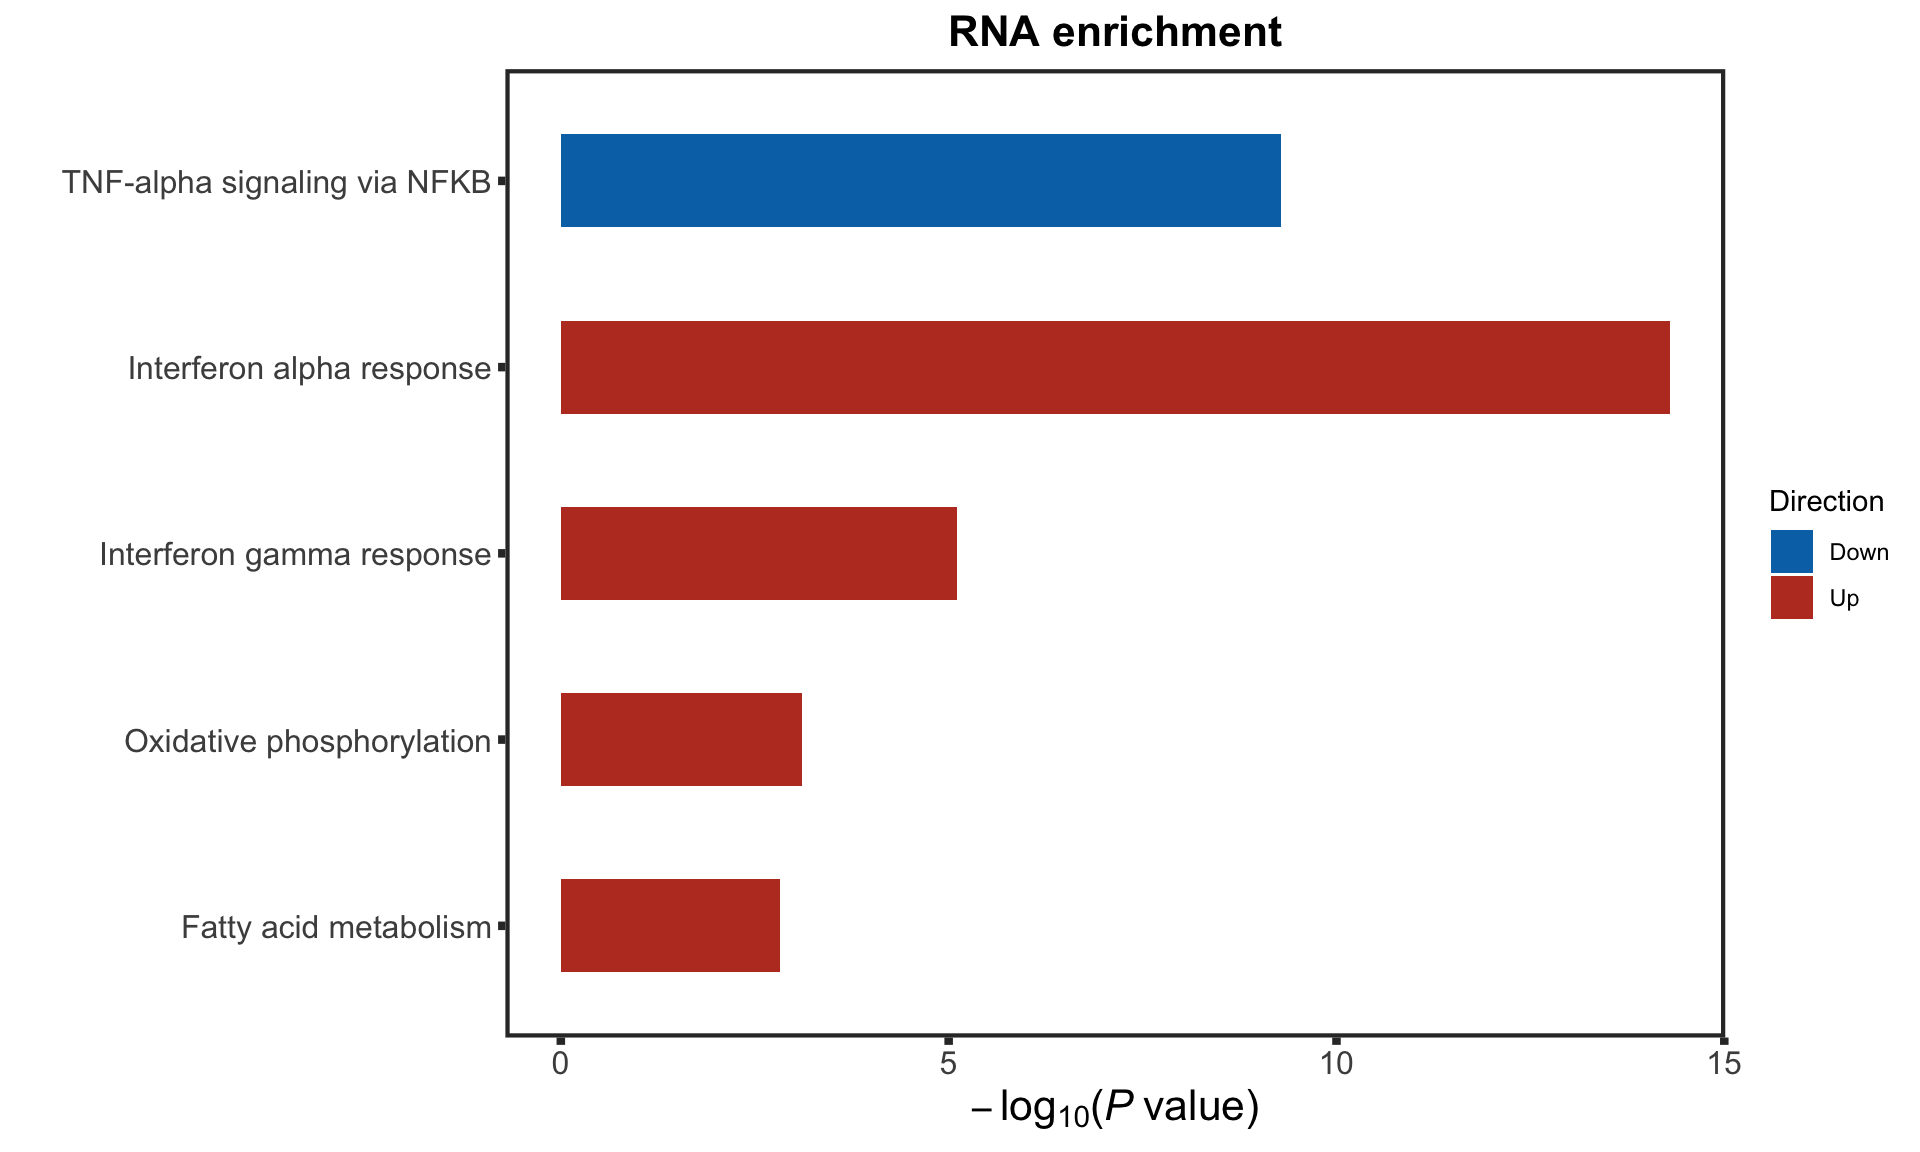 RNA enrichment
TNF-alpha signaling via NFKB
Interferon alpha response
Interferon gamma response
Oxidative phosphorylation
Fatty acid metabolism
0 5 10 15
– log10(P value)
Direction
Down
Up